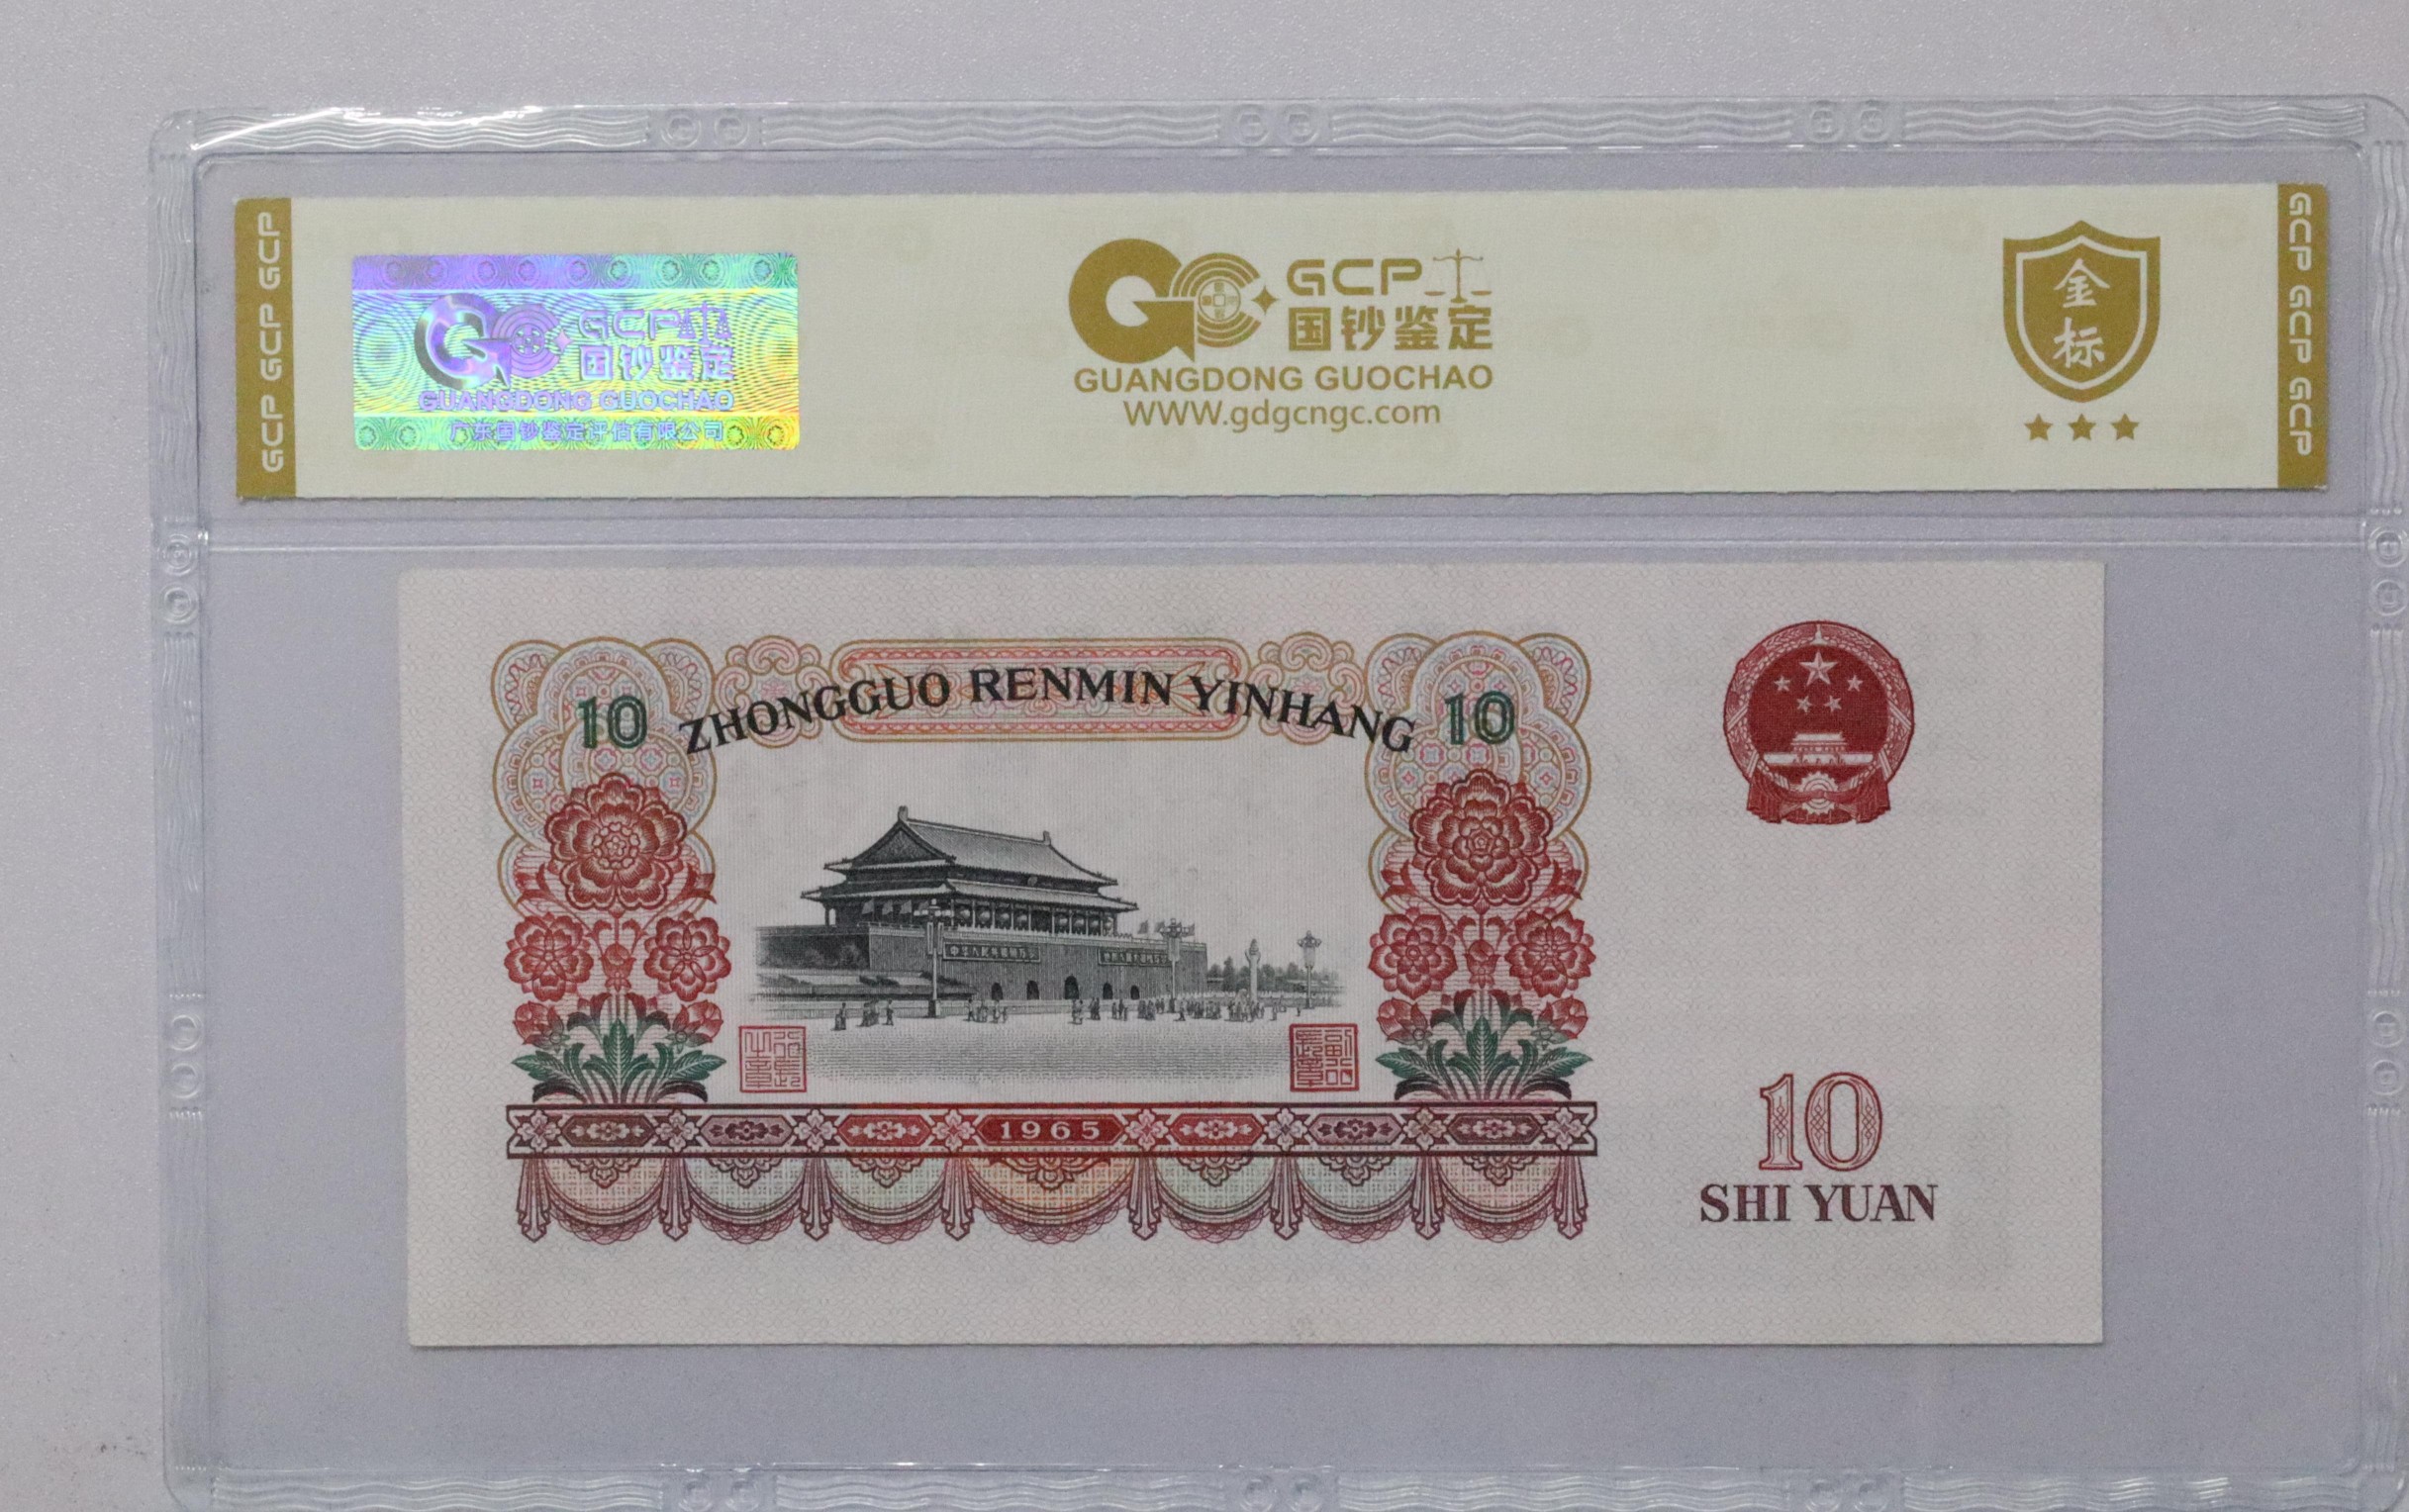 GCP GCP GCP
GCP
国钞鉴定
GUANGDONG GUOCHAO
广东国钞鉴定评估有限公司
GCP
国钞鉴定
GUANGDONG GUOCHAO
WWW.gdgcngc.com
金
标
GCP GCP GCP
10 ZHONGGUO RENMIN YINHANG 10
1965
10
SHI YUAN